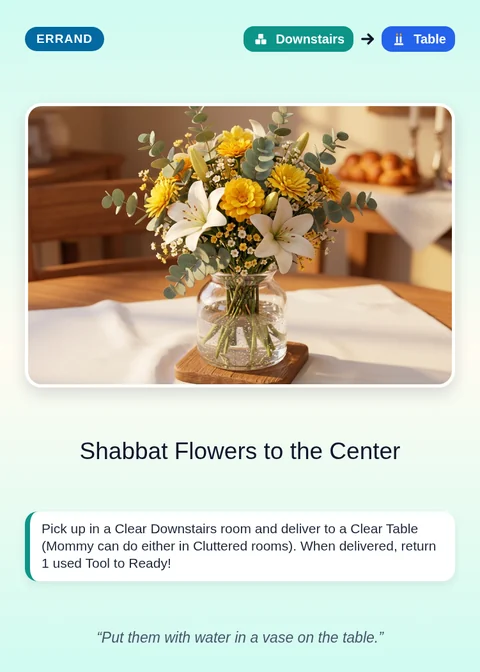 ERRAND
Downstairs → Table
Shabbat Flowers to the Center
Pick up in a Clear Downstairs room and deliver to a Clear Table
(Mommy can do either in Cluttered rooms). When delivered, return
1 used Tool to Ready!
“Put them with water in a vase on the table.”